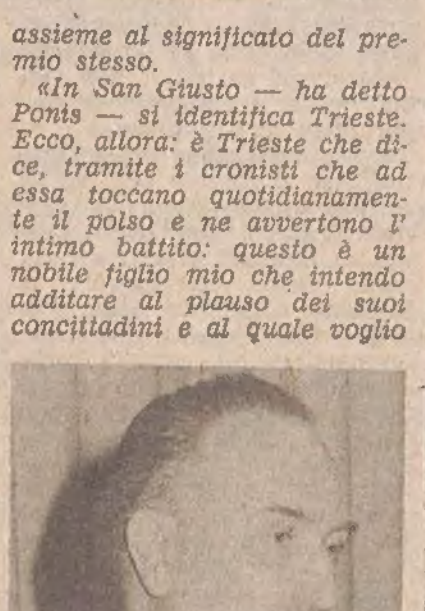 assieme al significato del pre-
mio stesso.
«In San Giusto — ha detto
Ponis — si identifica Trieste.
Ecco, allora: è Trieste che di-
ce, tramite i cronisti che ad
essa toccano quotidianamen-
te il polso e ne avvertono l'
intimo battito: questo è un
nobile figlio mio che intendo
additare al plauso dei suoi
concittadini e al quale voglio